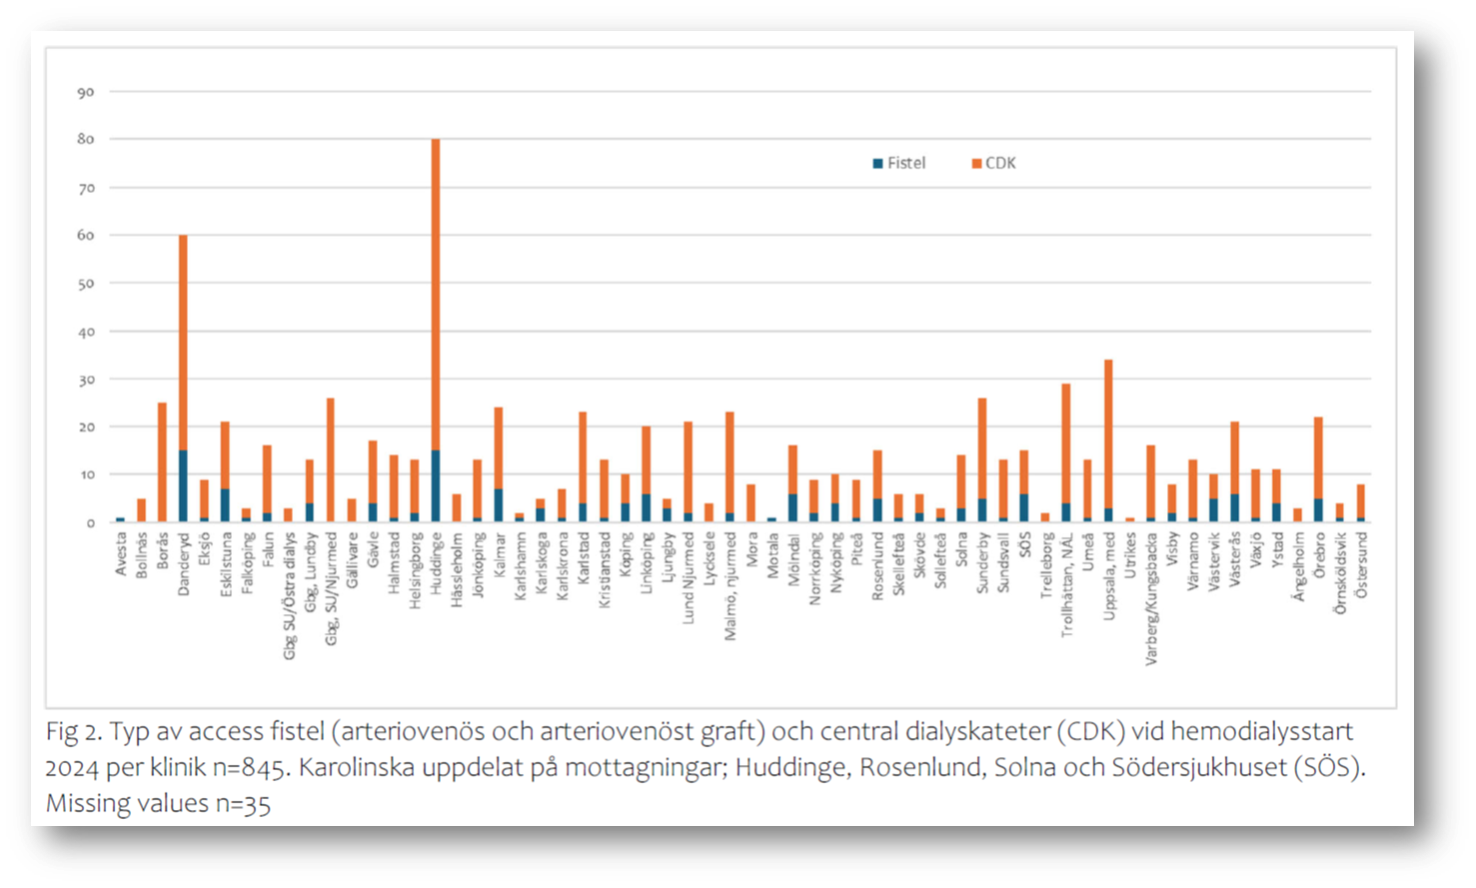 90
80
70
60
50
40
30
20
10
0
Fistel
CDK
Avesta
Bollnäs
Borås
Danderyd
Eksjö
Eskilstuna
Falköping
Falun
Gbg SU/Östra dialys
Gbg, Lundby
Gbg, SU/Njurmed
Gällivare
Gävle
Halmstad
Helsingborg
Huddinge
Hässleholm
Jönköping
Kalmar
Karlshamn
Karlskoga
Karlskrona
Karlstad
Kristianstad
Köping
Linköping
Ljungby
Lund Njurmed
Lycksele
Malmö, njurmed
Mora
Motala
Mölndal
Norrköping
Nyköping
Piteå
Rosenlund
Skellefteå
Skövde
Sollefteå
Solna
Sunderby
Sundsvall
SÖS
Trelleborg
Trollhättan, NÄL
Umeå
Uppsala, med
Utrikes
Varberg/Kungsbacka
Visby
Värnamo
Västervik
Västerås
Växjö
Ystad
Ängelholm
Örebro
Örnsköldsvik
Östersund
Fig 2. Typ av access fistel (arteriovenös och arteriovenöst graft) och central dialyskateter (CDK) vid hemodialysstart
2024 per klinik n=845. Karolinska uppdelat på mottagningar; Huddinge, Rosenlund, Solna och Södersjukhuset (SÖS).
Missing values n=35